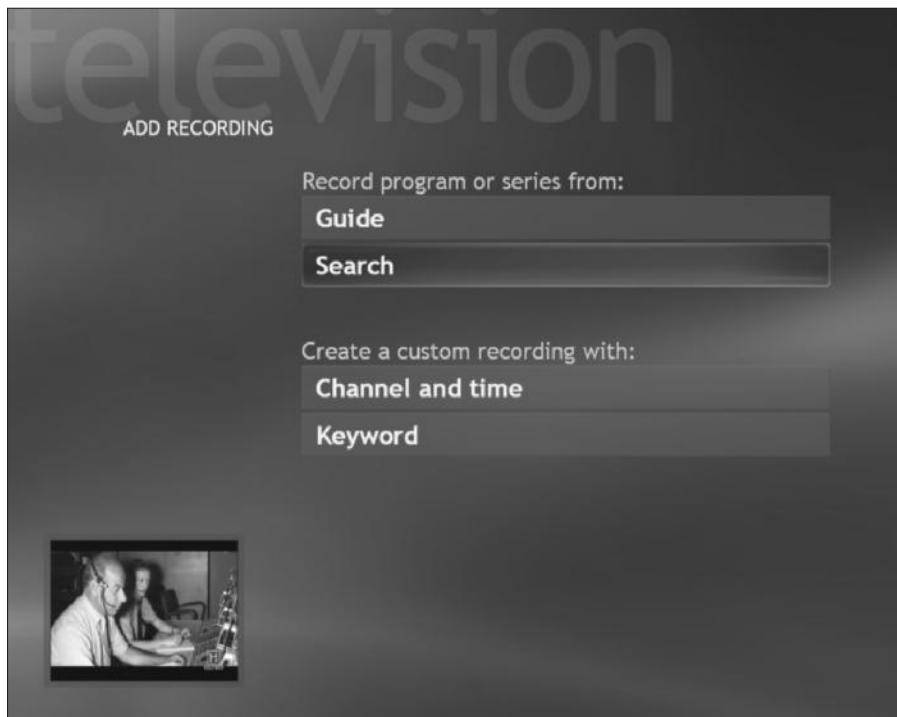 television
ADD RECORDING
Record program or series from:
Guide
Search
Create a custom recording with:
Channel and time
Keyword